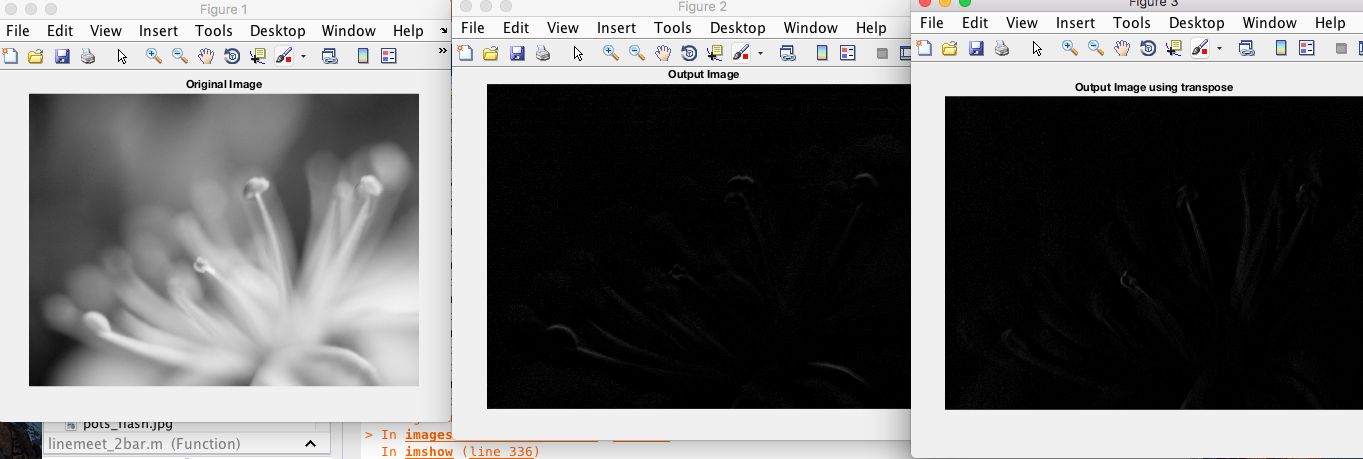 Figure 1
File Edit View Insert Tools Desktop Window Help
Original Image
Figure 2
File Edit View Insert Tools Desktop Window Help
Output Image
Figure 3
File Edit View Insert Tools Desktop Window Help
Output Image using transpose
linemeet_2bar.m (Function)
> In images
In imshow (line 336)